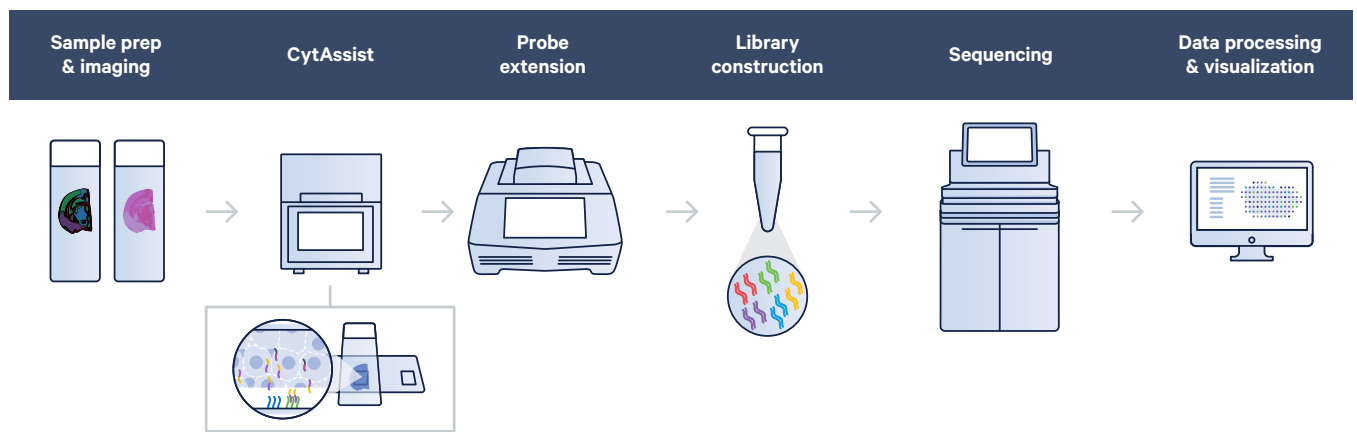 Sample prep
& imaging
CytAssist
Probe
extension
Library
construction
Sequencing
Data processing
& visualization